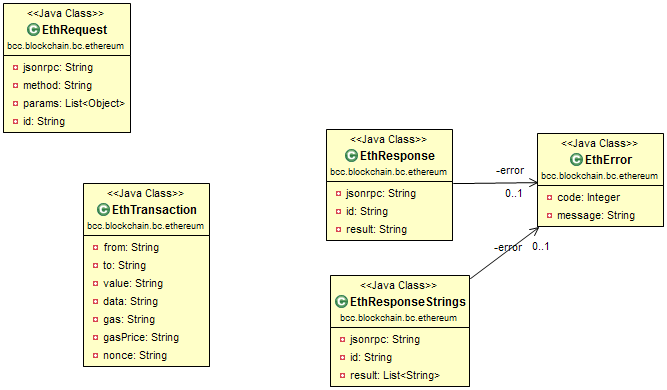 <<Java Class>>
EthRequest
bcc.blockchain.bc.ethereum
jsonrpc: String
method: String
params: List<Object>
id: String
<<Java Class>>
EthResponse
bcc.blockchain.bc.ethereum
jsonrpc: String
id: String
result: String
-error
0..1
<<Java Class>>
EthError
bcc.blockchain.bc.ethereum
code: Integer
message: String
<<Java Class>>
EthTransaction
bcc.blockchain.bc.ethereum
from: String
to: String
value: String
data: String
gas: String
gasPrice: String
nonce: String
-error
0..1
<<Java Class>>
EthResponseStrings
bcc.blockchain.bc.ethereum
jsonrpc: String
id: String
result: List<String>